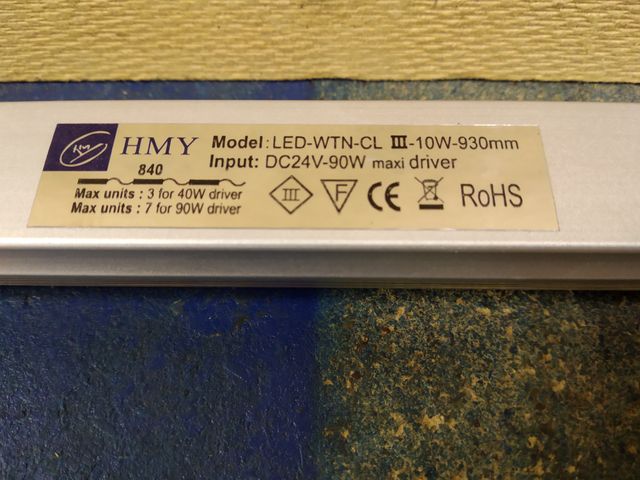 HMY
840
Model: LED-WTN-CL III-10W-930mm
Input: DC24V-90W maxi driver
Max units : 3 for 40W driver
Max units : 7 for 90W driver
III F CE RoHS